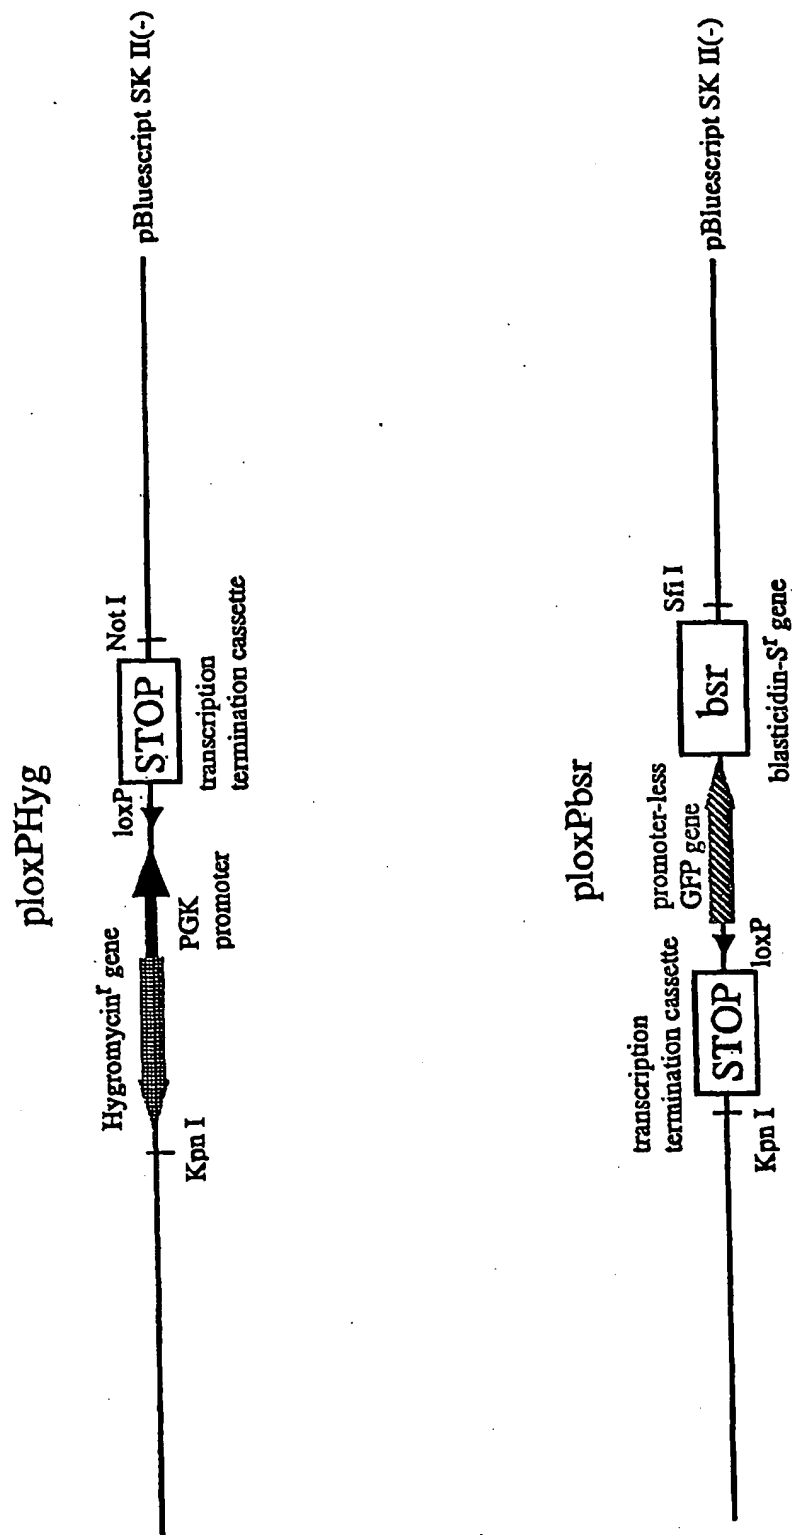 ploxPHyg
Hygromycinʳ gene
loxP
Not I
STOP
PGK
promoter
transcription
termination cassette
Kpn I
pBluescript SK II(-)
ploxPbsr
transcription
termination cassette
promoter-less
GFP gene
Sfi I
STOP
bsr
loxP
Kpn I
blasticidin-Sʳ gene
pBluescript SK II(-)